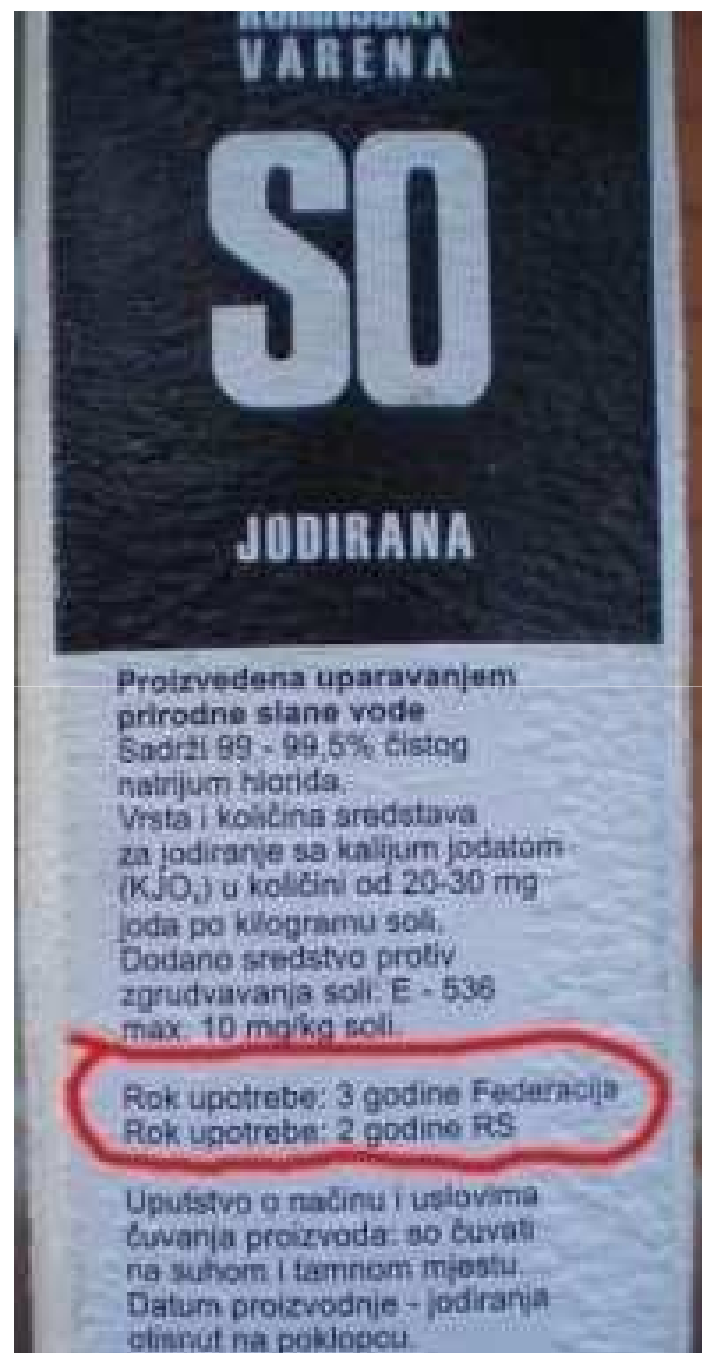 KUHINJSKA
VARENA
SO
JODIRANA
Proizvedena uparavanjem
prirodne slane vode
Sadrži 99 - 99,5% čistog
natrijum hlorida.
Vrsta i količina sredstava
za jodiranje sa kalijum jodatom
(KJO₃) u količini od 20-30 mg
joda po kilogramu soli.
Dodano sredstvo protiv
zgrudvavanja soli: E - 536
max. 10 mg/kg soli.
Rok upotrebe: 3 godine Federacija
Rok upotrebe: 2 godine RS
Uputstvo o načinu i uslovima
čuvanja proizvoda: so čuvati
na suhom i tamnom mjestu.
Datum proizvodnje - jodiranja
otisnut na poklopcu.